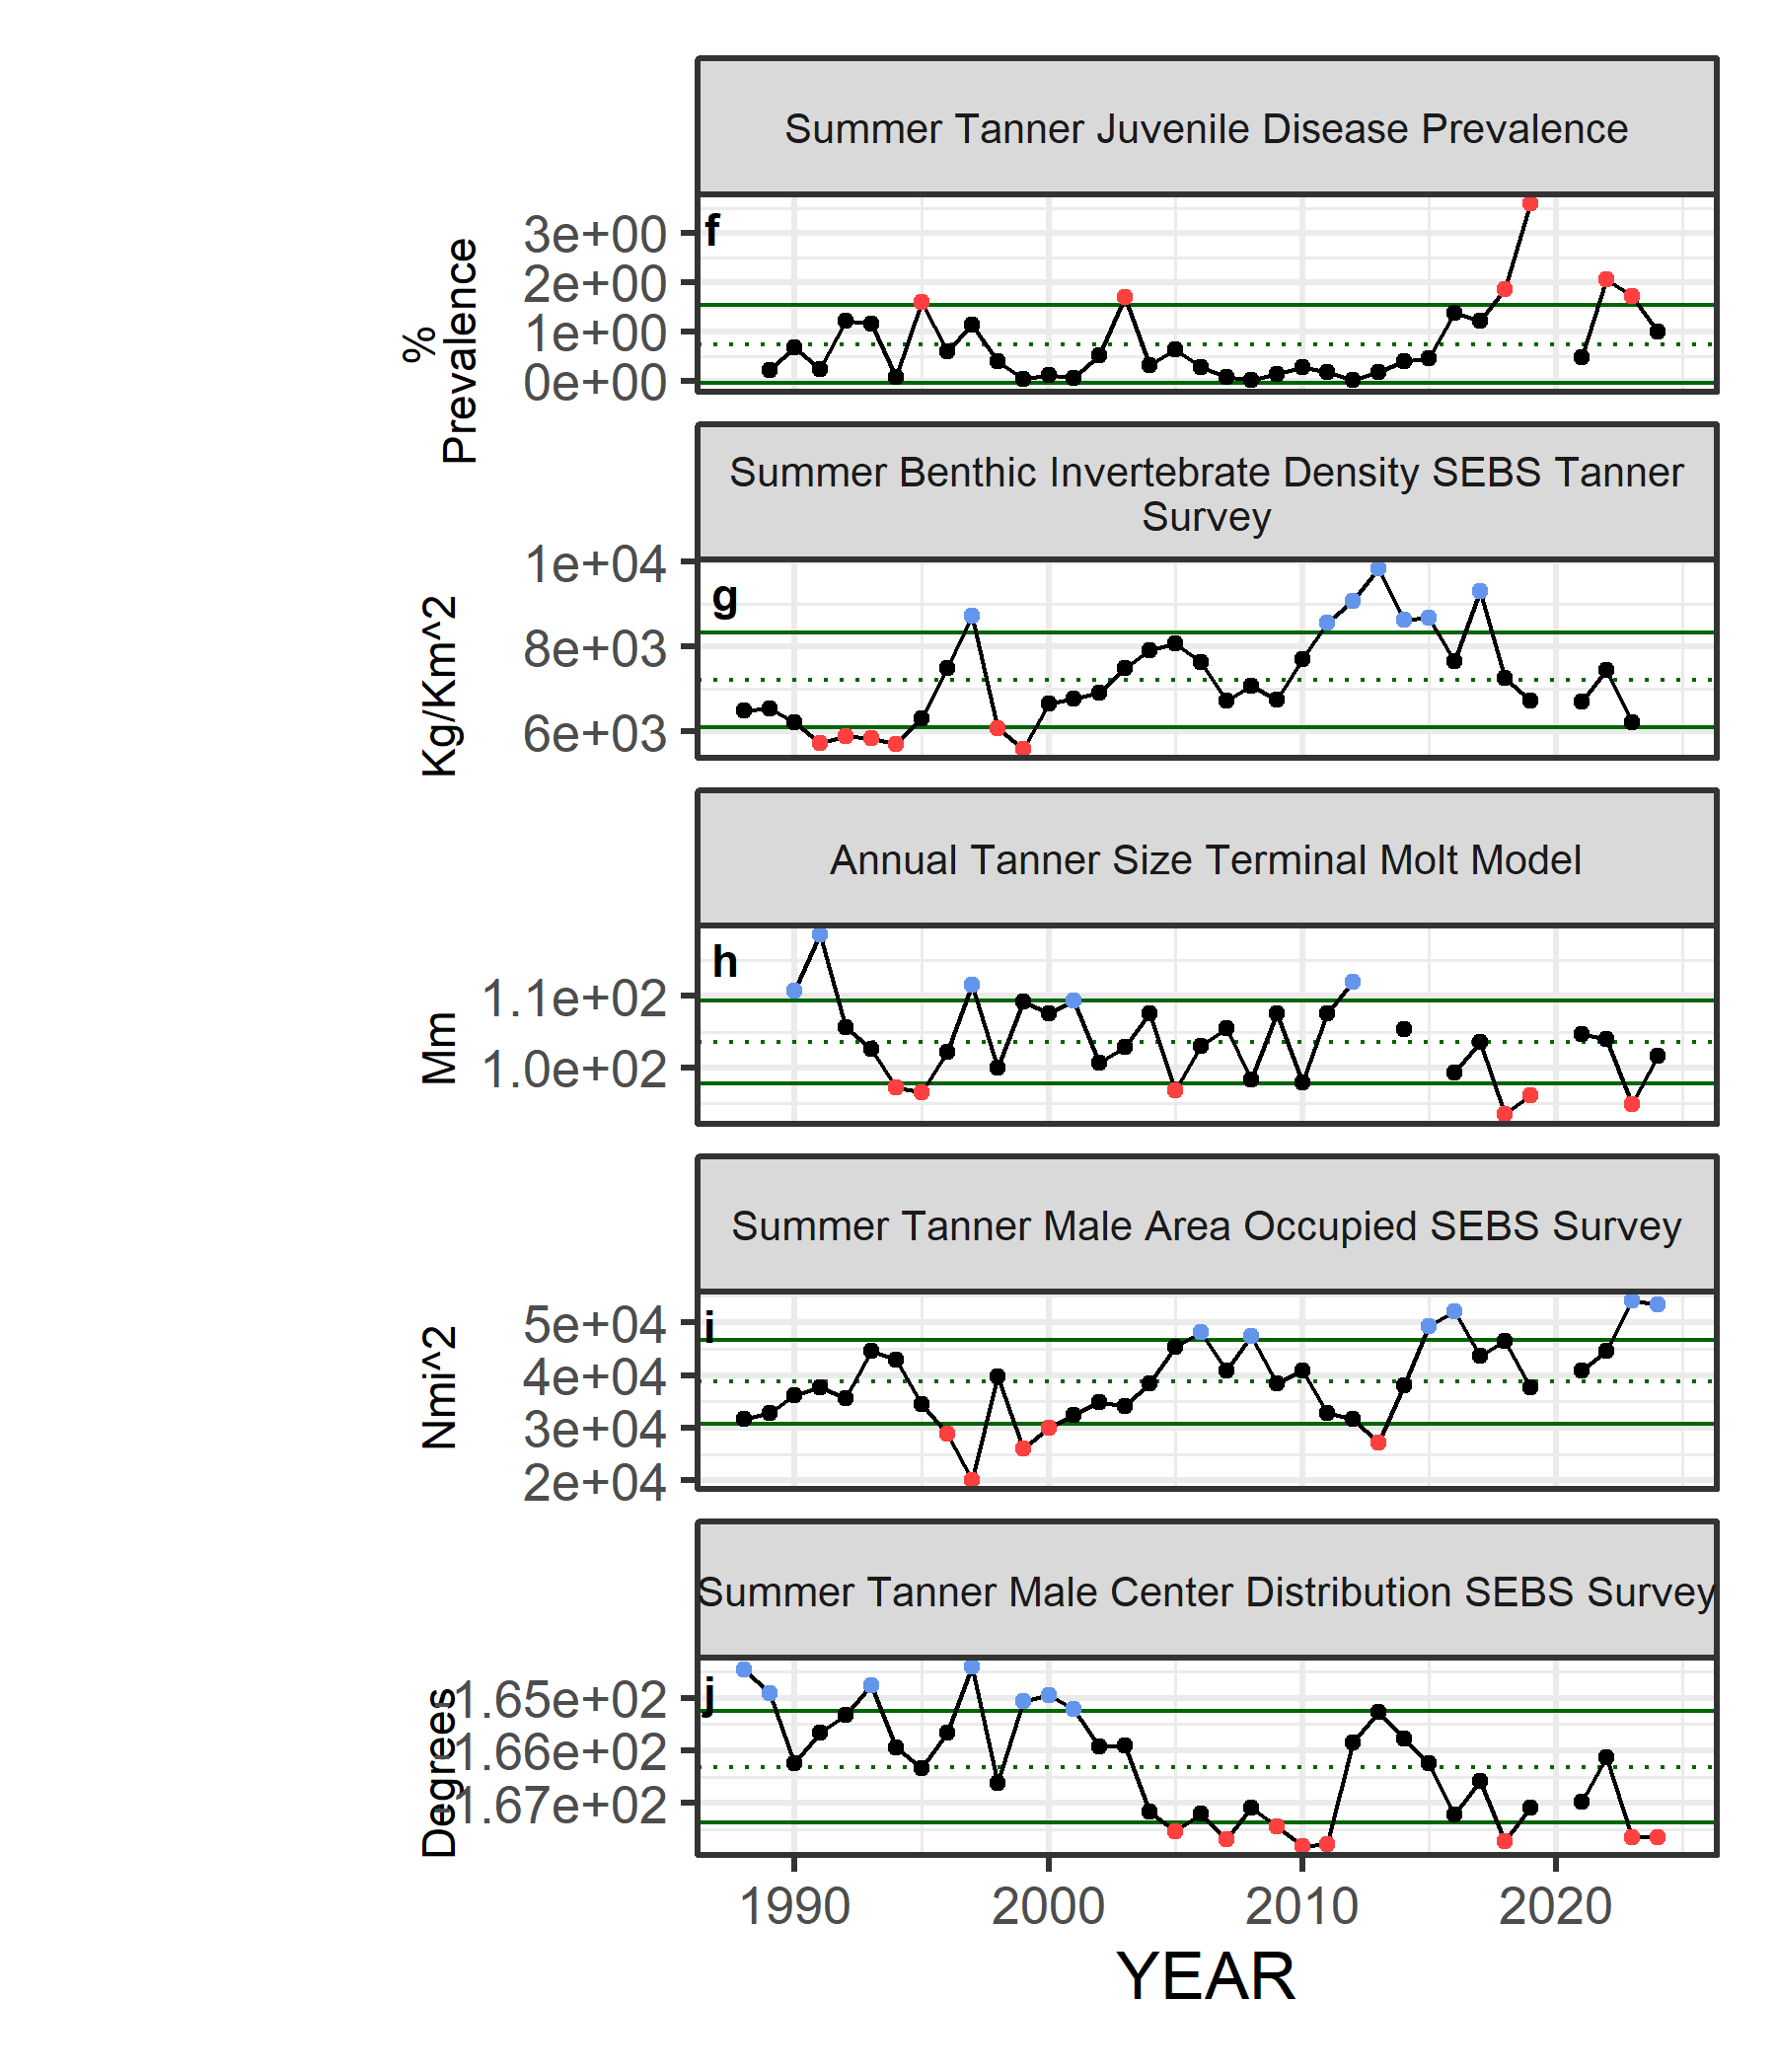 Summer Tanner Juvenile Disease Prevalence
f
%
Prevalence
3e+00
2e+00
1e+00
0e+00
Summer Benthic Invertebrate Density SEBS Tanner
Survey
g
Kg/Km^2
1e+04
8e+03
6e+03
Annual Tanner Size Terminal Molt Model
h
Mm
1.1e+02
1.0e+02
Summer Tanner Male Area Occupied SEBS Survey
i
Nmi^2
5e+04
4e+04
3e+04
2e+04
Summer Tanner Male Center Distribution SEBS Survey
j
Degrees
-1.65e+02
-1.66e+02
-1.67e+02
1990
2000
2010
2020
YEAR